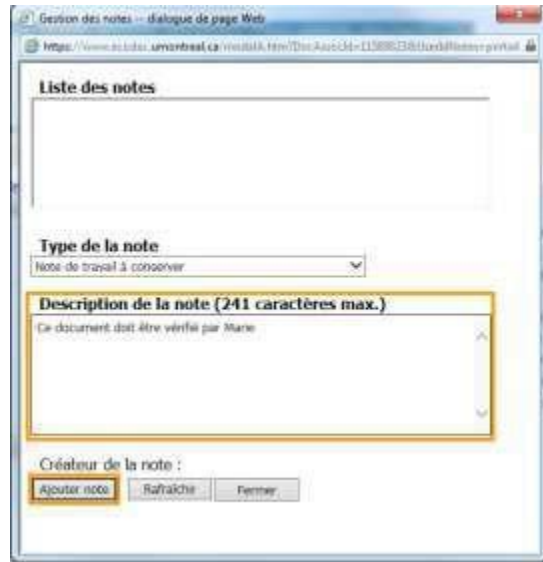 Gestion des notes -- dialogue de page Web
umontreal.ca
Liste des notes
Type de la note
Note de travail à conserver
Description de la note (241 caractères max.)
Ce document doit être vérifié par Marie
Créateur de la note :
Ajouter note Rafraîchir Fermer